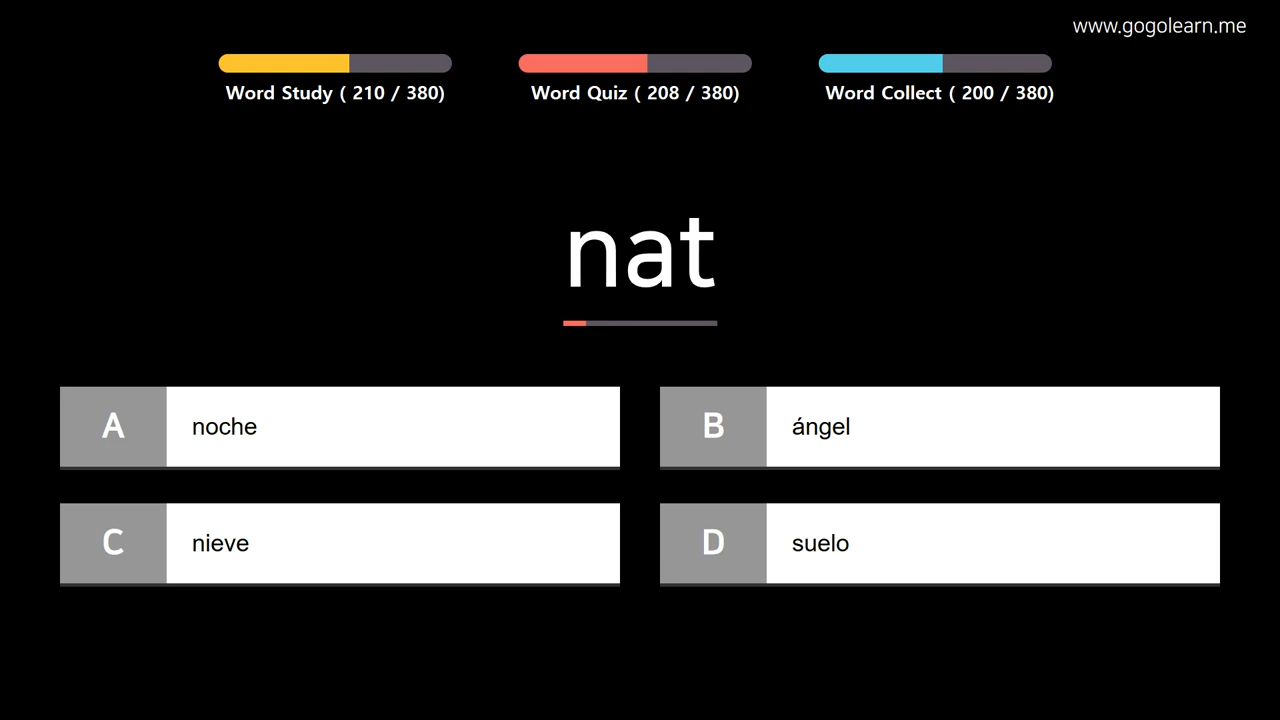 www.gogolearn.me
Word Study ( 210 / 380)
Word Quiz ( 208 / 380)
Word Collect ( 200 / 380)
nat
A noche
B ángel
C nieve
D suelo